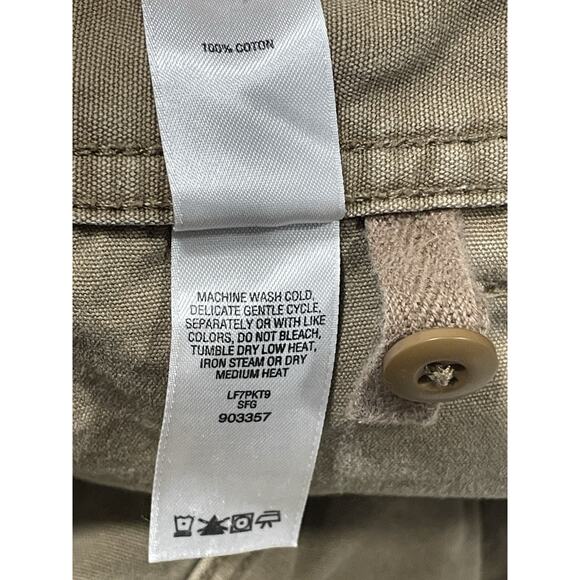 100% COTON
MACHINE WASH COLD,
DELICATE GENTLE CYCLE,
SEPARATELY OR WITH LIKE
COLORS, DO NOT BLEACH,
TUMBLE DRY LOW HEAT,
IRON STEAM OR DRY
MEDIUM HEAT
LF7PKT9
SFG
903357